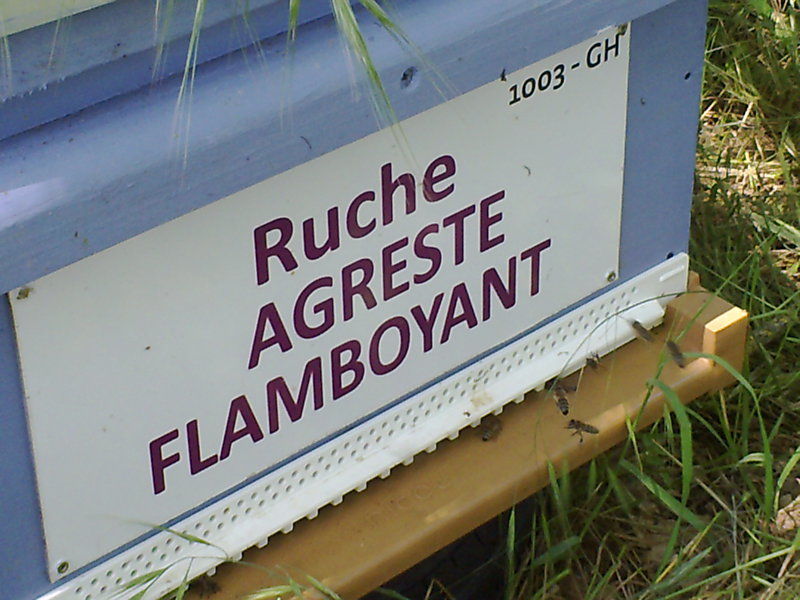 1003 - GH
Ruche
AGRESTE
FLAMBOYANT